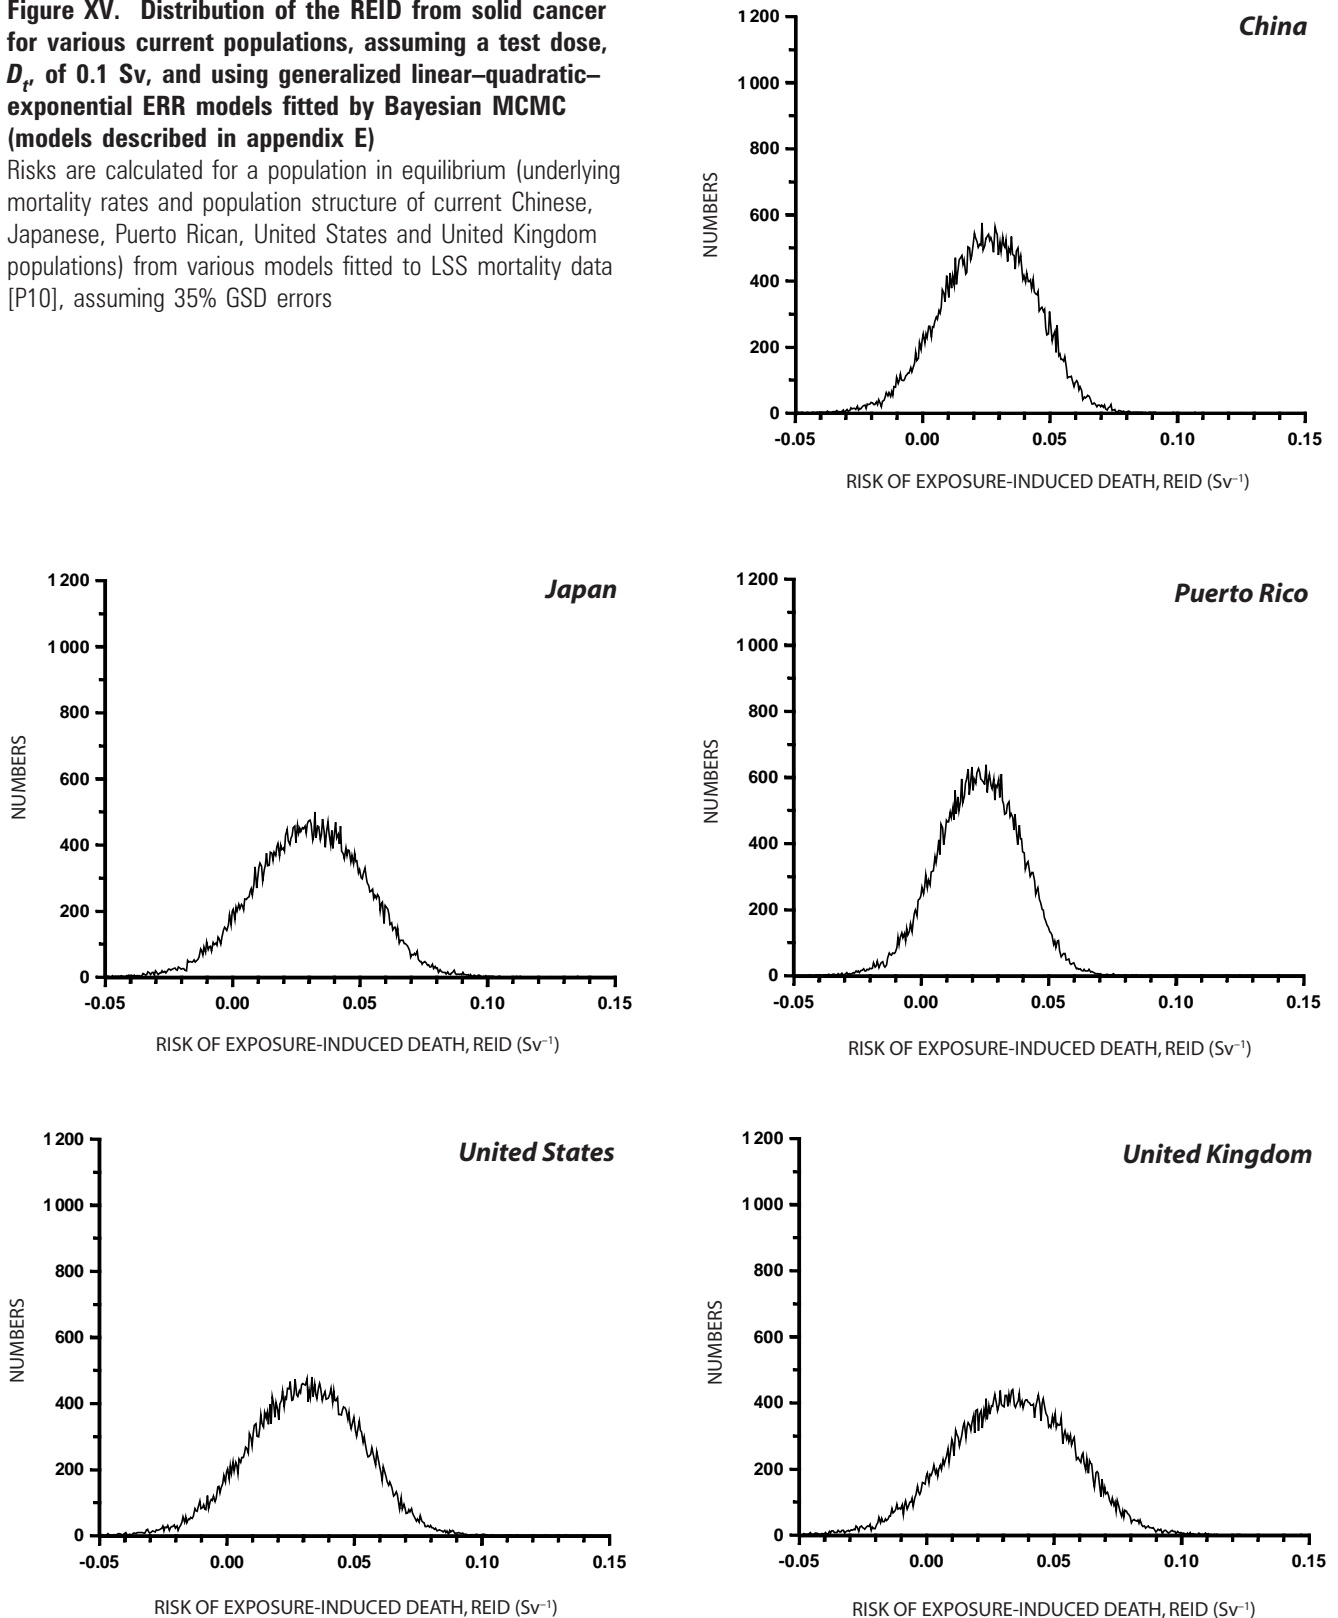 Figure XV. Distribution of the REID from solid cancer
for various current populations, assuming a test dose,
Dt, of 0.1 Sv, and using generalized linear–quadratic–
exponential ERR models fitted by Bayesian MCMC
(models described in appendix E)
Risks are calculated for a population in equilibrium (underlying
mortality rates and population structure of current Chinese,
Japanese, Puerto Rican, United States and United Kingdom
populations) from various models fitted to LSS mortality data
[P10], assuming 35% GSD errors
China
1 200
1 000
800
600
400
200
0
NUMBERS
-0.05 0.00 0.05 0.10 0.15
RISK OF EXPOSURE-INDUCED DEATH, REID (Sv⁻¹)
Japan
1 200
1 000
800
600
400
200
0
NUMBERS
-0.05 0.00 0.05 0.10 0.15
RISK OF EXPOSURE-INDUCED DEATH, REID (Sv⁻¹)
Puerto Rico
1 200
1 000
800
600
400
200
0
NUMBERS
-0.05 0.00 0.05 0.10 0.15
RISK OF EXPOSURE-INDUCED DEATH, REID (Sv⁻¹)
United States
1 200
1 000
800
600
400
200
0
NUMBERS
-0.05 0.00 0.05 0.10 0.15
RISK OF EXPOSURE-INDUCED DEATH, REID (Sv⁻¹)
United Kingdom
1 200
1 000
800
600
400
200
0
NUMBERS
-0.05 0.00 0.05 0.10 0.15
RISK OF EXPOSURE-INDUCED DEATH, REID (Sv⁻¹)